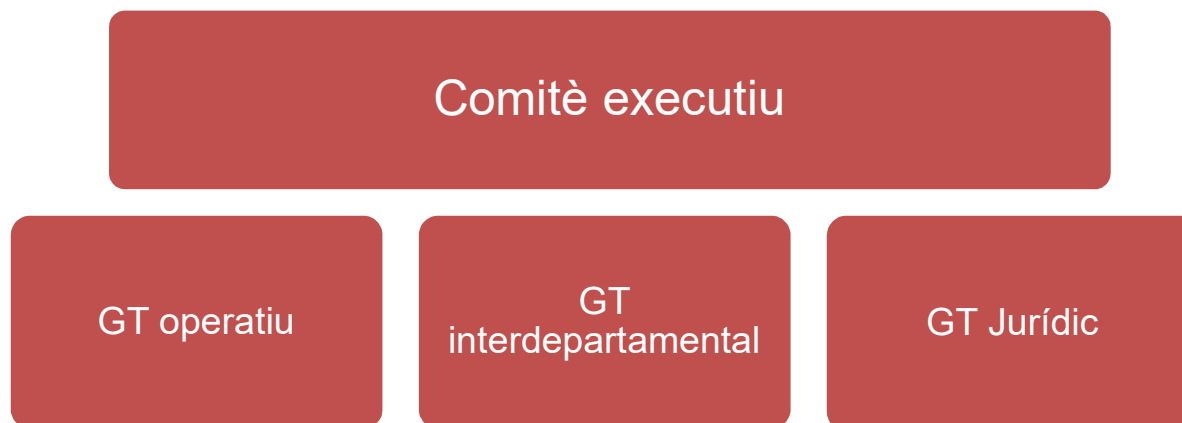 Comitè executiu
GT operatiu
GT
interdepartamental
GT Jurídic